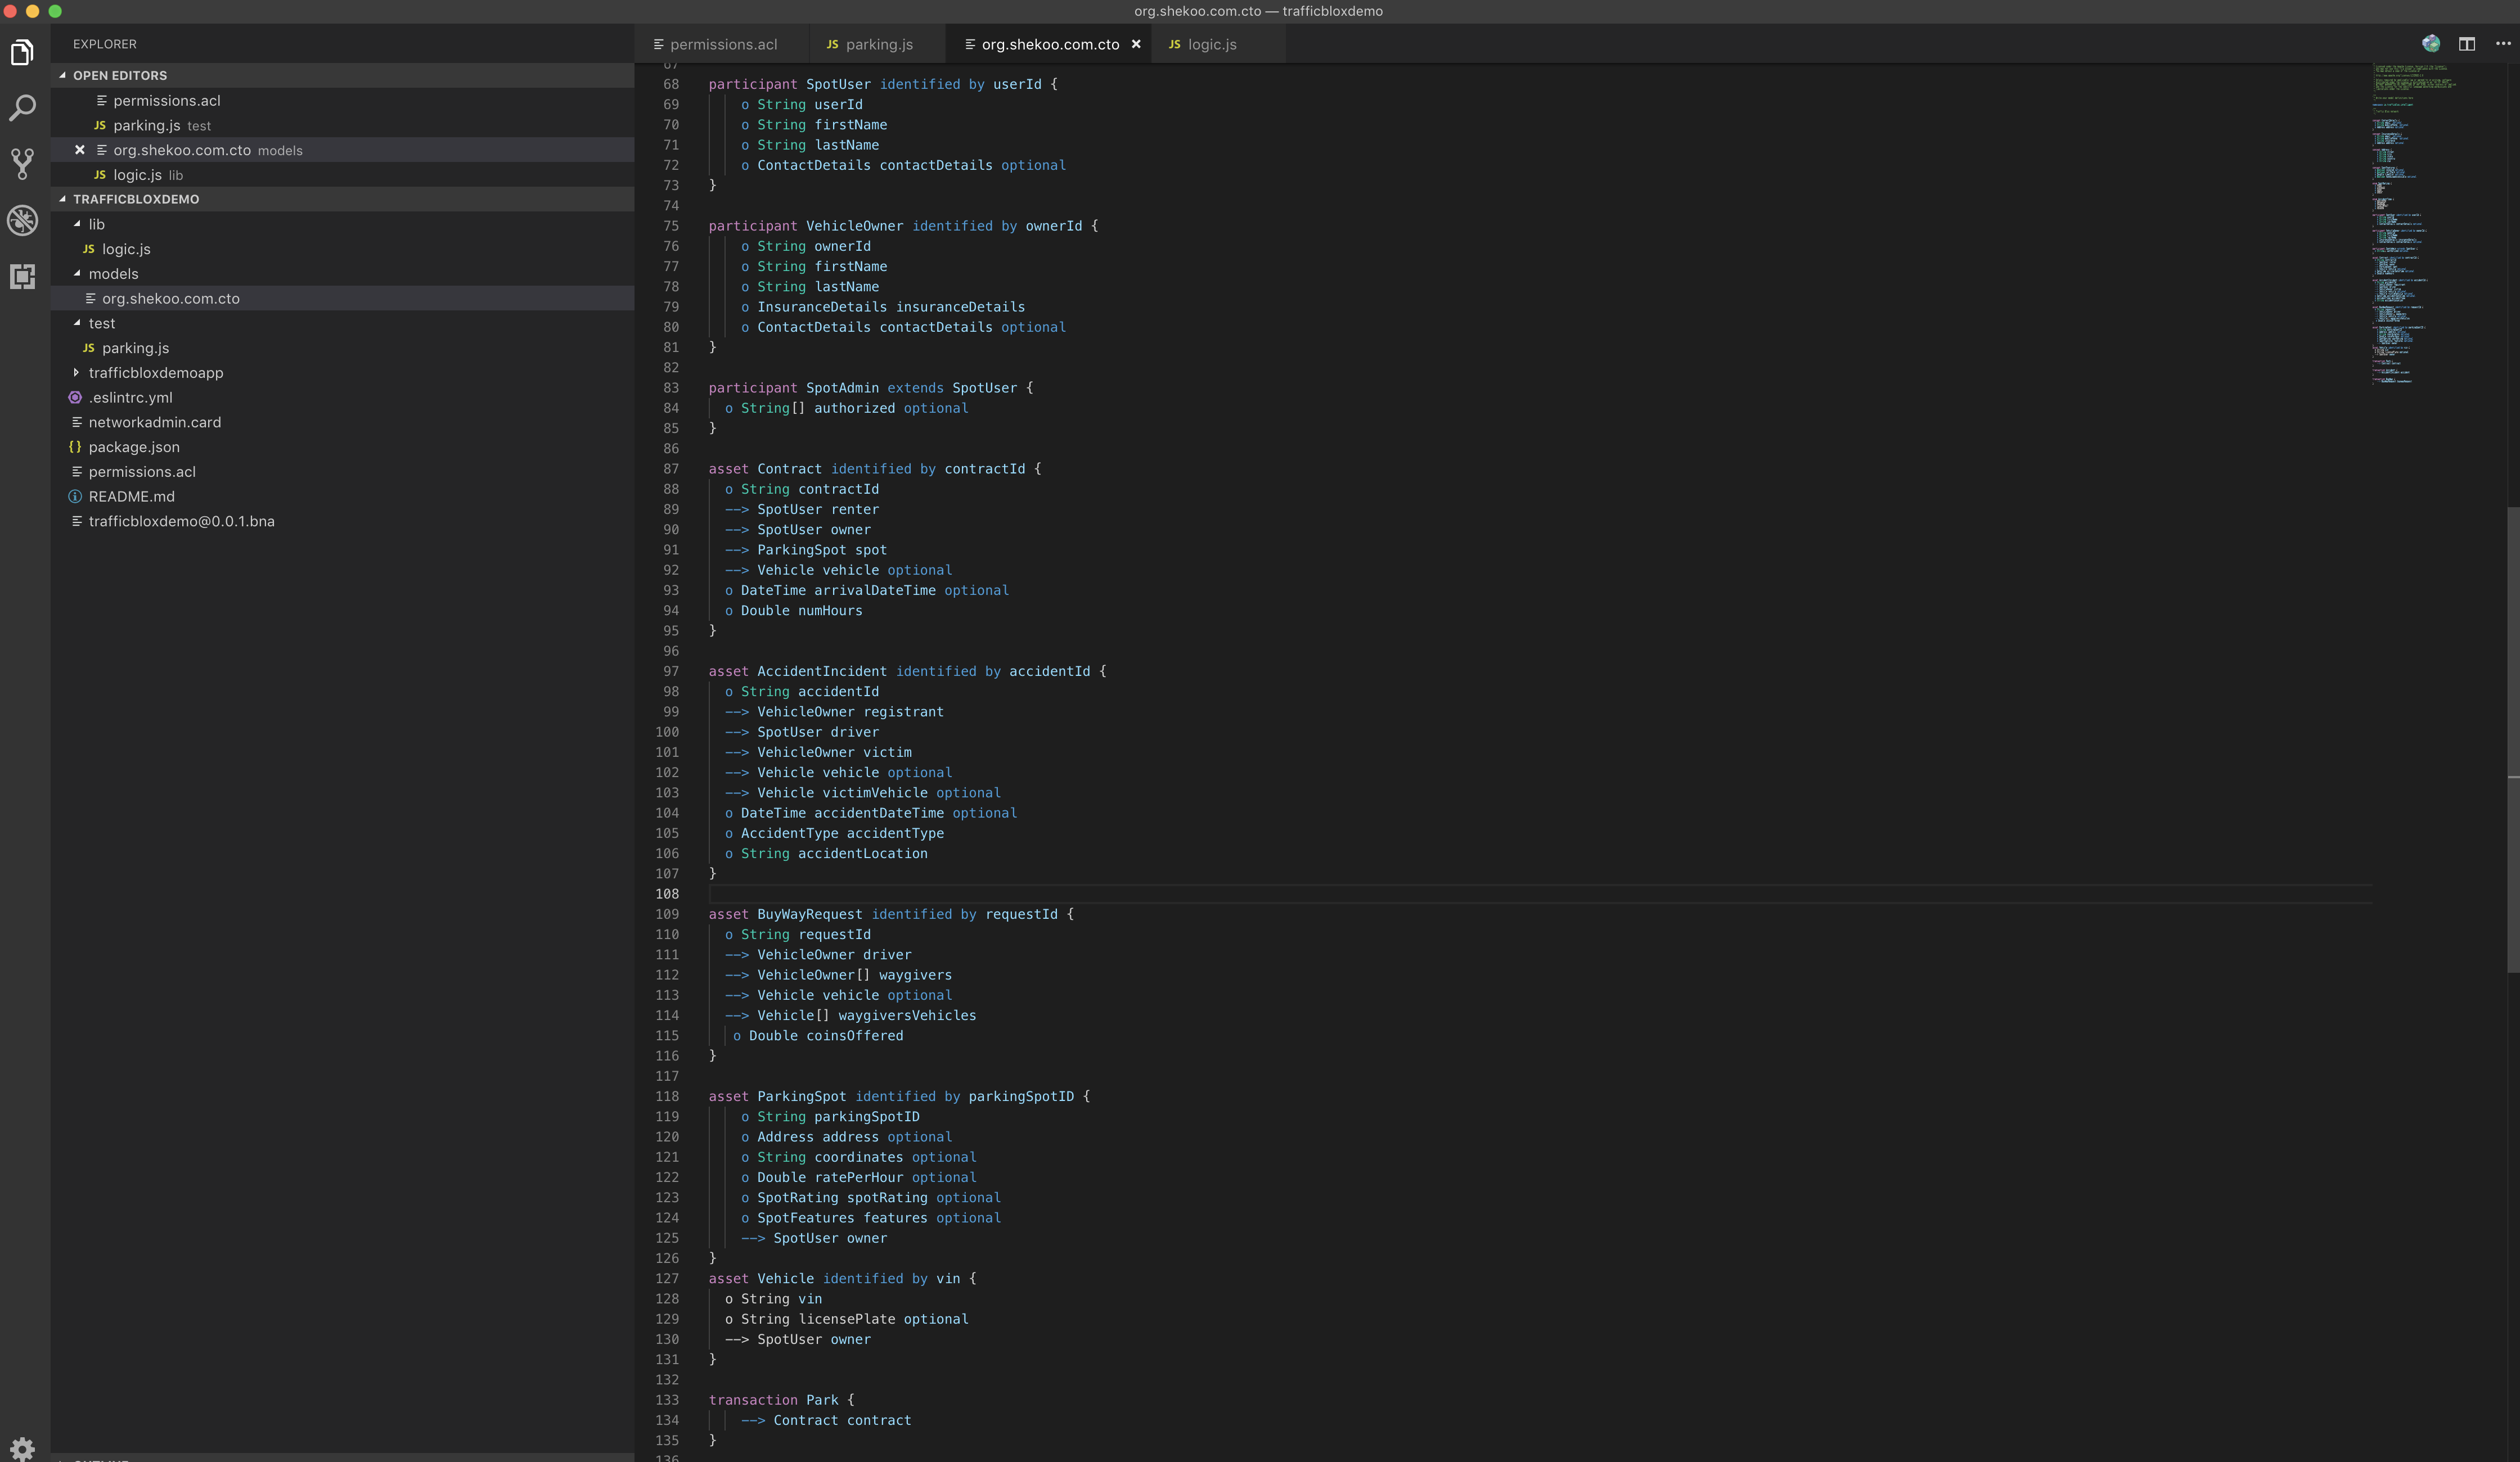 org.shekoo.com.cto — trafficbloxdemo
EXPLORER
OPEN EDITORS
permissions.acl
JS parking.js test
org.shekoo.com.cto models
JS logic.js lib
TRAFFICBLOXDEMO
lib
JS logic.js
models
org.shekoo.com.cto
test
JS parking.js
trafficbloxdemoapp
.eslintrc.yml
networkadmin.card
{ } package.json
permissions.acl
README.md
trafficbloxdemo@0.0.1.bna
permissions.acl JS parking.js org.shekoo.com.cto JS logic.js
67
68 participant SpotUser identified by userId {
69 o String userId
70 o String firstName
71 o String lastName
72 o ContactDetails contactDetails optional
73 }
74
75 participant VehicleOwner identified by ownerId {
76 o String ownerId
77 o String firstName
78 o String lastName
79 o InsuranceDetails insuranceDetails
80 o ContactDetails contactDetails optional
81 }
82
83 participant SpotAdmin extends SpotUser {
84 o String[] authorized optional
85 }
86
87 asset Contract identified by contractId {
88 o String contractId
89 --> SpotUser renter
90 --> SpotUser owner
91 --> ParkingSpot spot
92 --> Vehicle vehicle optional
93 o DateTime arrivalDateTime optional
94 o Double numHours
95 }
96
97 asset AccidentIncident identified by accidentId {
98 o String accidentId
99 --> VehicleOwner registrant
100 --> SpotUser driver
101 --> VehicleOwner victim
102 --> Vehicle vehicle optional
103 --> Vehicle victimVehicle optional
104 o DateTime accidentDateTime optional
105 o AccidentType accidentType
106 o String accidentLocation
107 }
108
109 asset BuyWayRequest identified by requestId {
110 o String requestId
111 --> VehicleOwner driver
112 --> VehicleOwner[] waygivers
113 --> Vehicle vehicle optional
114 --> Vehicle[] waygiversVehicles
115 o Double coinsOffered
116 }
117
118 asset ParkingSpot identified by parkingSpotID {
119 o String parkingSpotID
120 o Address address optional
121 o String coordinates optional
122 o Double ratePerHour optional
123 o SpotRating spotRating optional
124 o SpotFeatures features optional
125 --> SpotUser owner
126 }
127 asset Vehicle identified by vin {
128 o String vin
129 o String licensePlate optional
130 --> SpotUser owner
131 }
132
133 transaction Park {
134 --> Contract contract
135 }
136